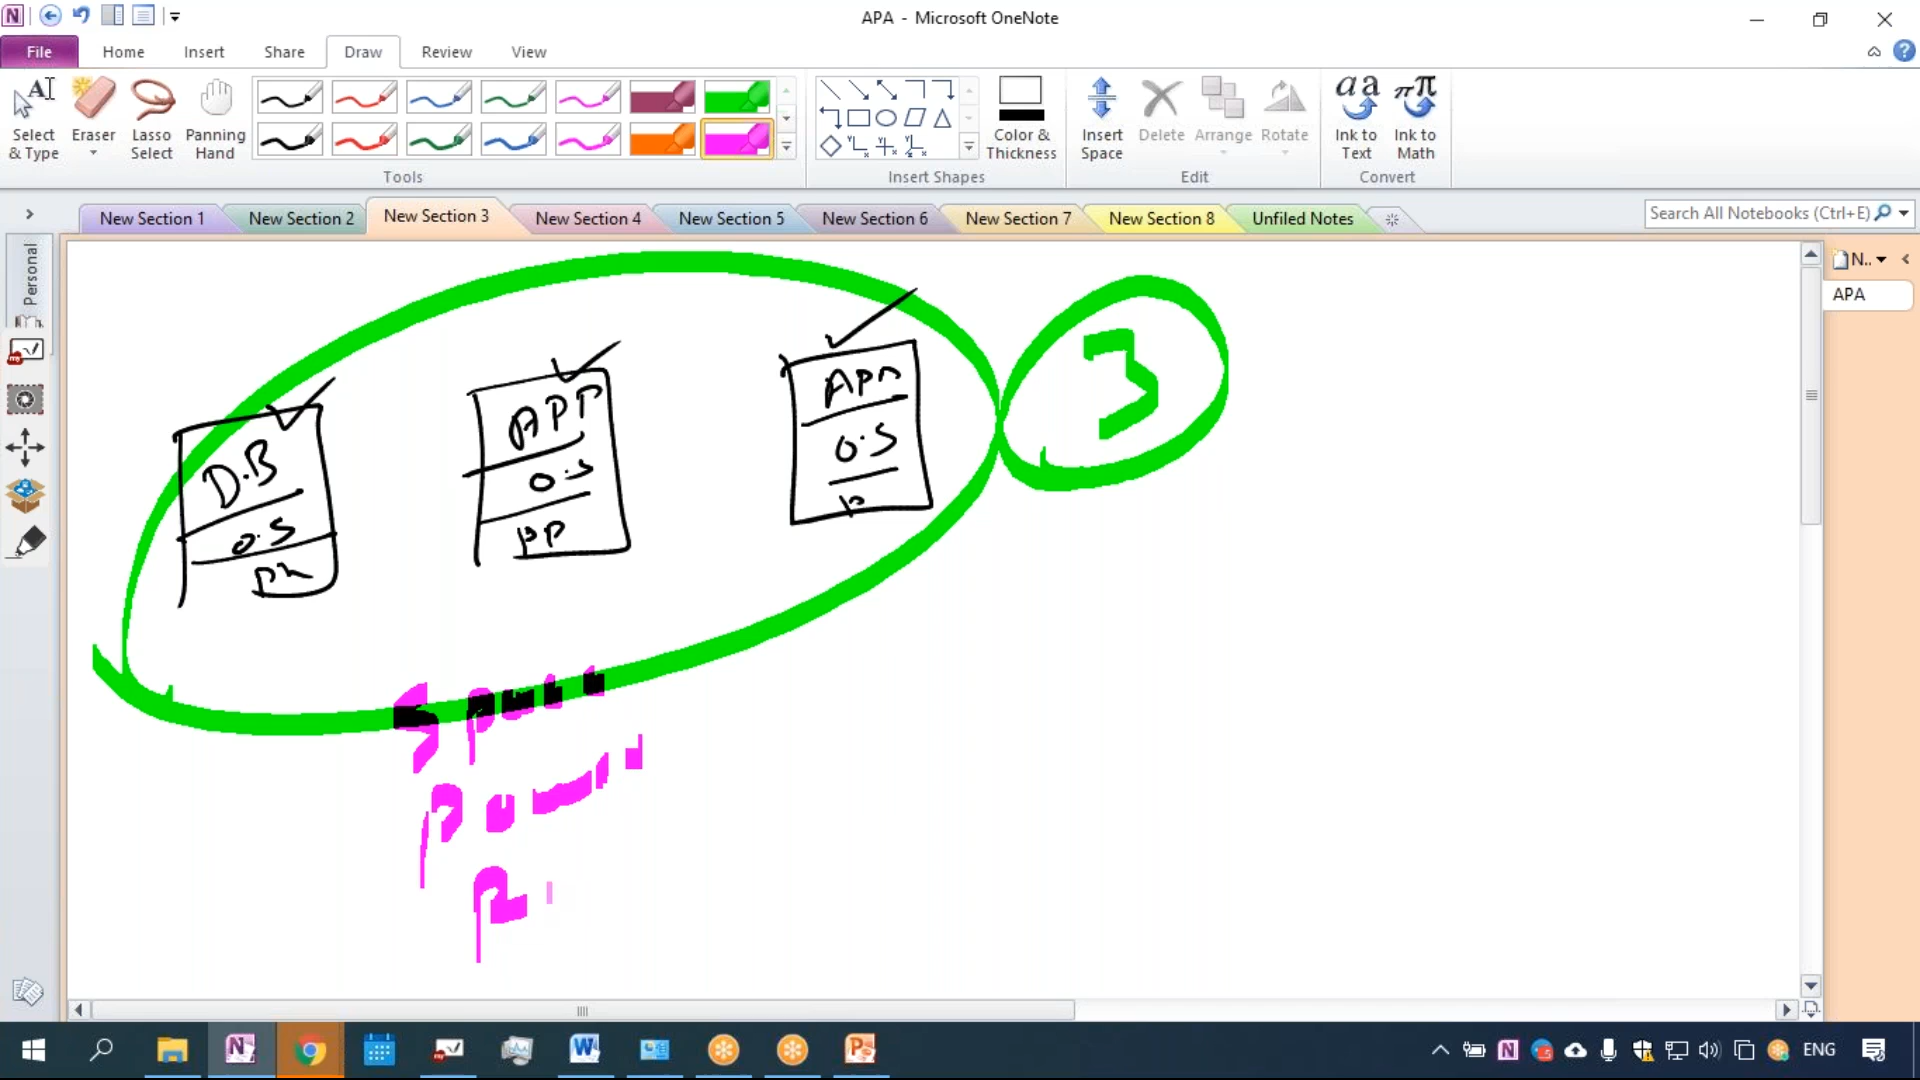 APA - Microsoft OneNote
File Home Insert Share Draw Review View
Select & Type
Eraser
Lasso Select
Panning Hand
Color & Thickness
Insert Space
Delete
Arrange
Rotate
Ink to Text
Ink to Math
Tools
Insert Shapes
Edit
Convert
New Section 1 New Section 2 New Section 3 New Section 4 New Section 5 New Section 6 New Section 7 New Section 8 Unfiled Notes
Search All Notebooks (Ctrl+E)
Personal
N..
APA
D.B
O.S
APP
O.S
PP
O.S
3
ENG